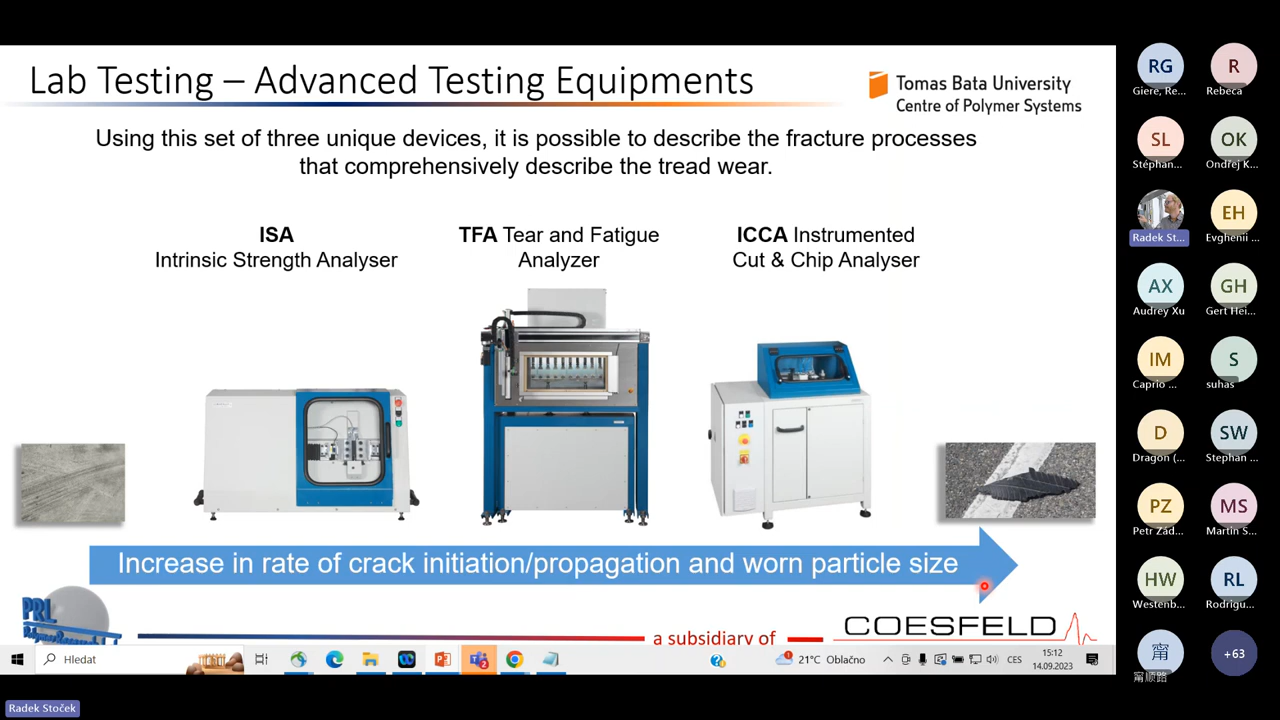 Lab Testing – Advanced Testing Equipments
Tomas Bata University
Centre of Polymer Systems
Using this set of three unique devices, it is possible to describe the fracture processes
that comprehensively describe the tread wear.
ISA
Intrinsic Strength Analyser
TFA Tear and Fatigue
Analyzer
ICCA Instrumented
Cut & Chip Analyser
Increase in rate of crack initiation/propagation and worn particle size
PRL
a subsidiary of
COESFELD
Hledat
21°C Oblačno
CES
15:12
14.09.2023
RG
Giere, Re...
R
Rebeca
SL
Stéphan...
OK
Ondřej K...
Radek St...
EH
Evghenii ...
AX
Audrey Xu
GH
Gert Hei...
IM
Caprio ...
S
suhas
D
Dragon (...
SW
Stephan ...
PZ
Petr Zád...
MS
Martin S...
HW
Westenb...
RL
Rodrigu...
甯
甯顺路
+63
Radek Stoček